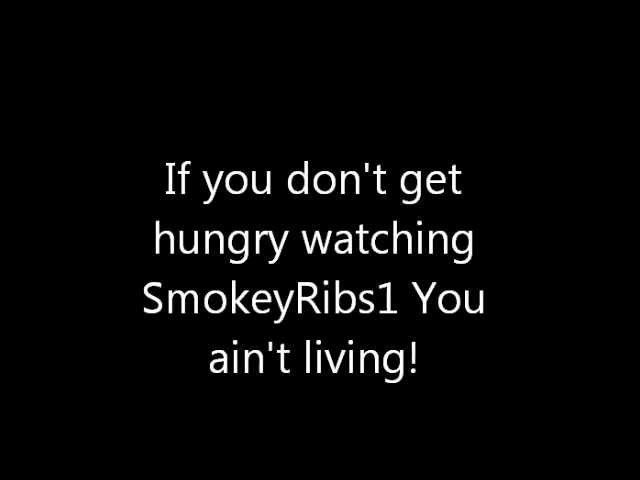 If you don't get
hungry watching
SmokeyRibs1 You
ain't living!